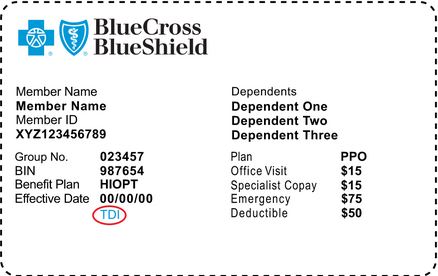 BlueCross
BlueShield
Member Name
Member Name
Member ID
XYZ123456789
Dependents
Dependent One
Dependent Two
Dependent Three
Group No. 023457
BIN 987654
Benefit Plan HIOPT
Effective Date 00/00/00
TDI
Plan PPO
Office Visit $15
Specialist Copay $15
Emergency $75
Deductible $50